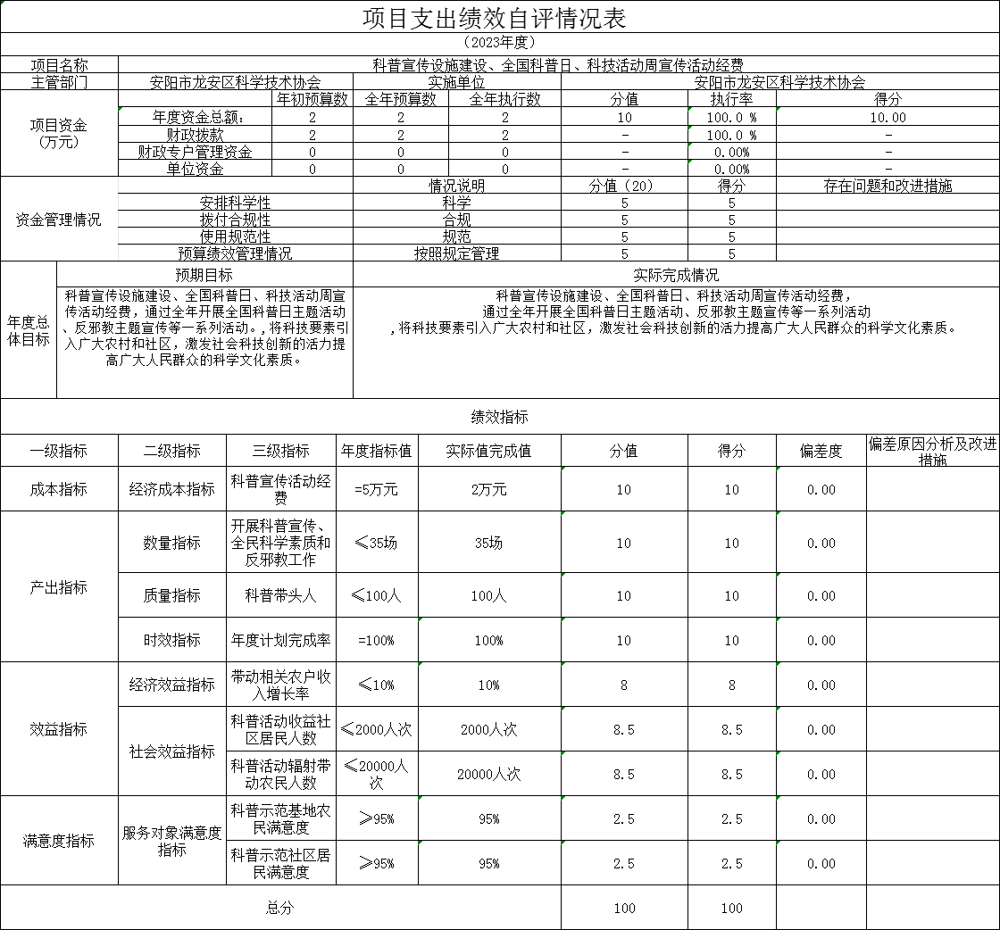 项目支出绩效自评情况表
（2023年度）
项目名称 科普宣传设施建设、全国科普日、科技活动周宣传活动经费
主管部门 安阳市龙安区科学技术协会 实施单位 安阳市龙安区科学技术协会
项目资金
(万元)
年初预算数 全年预算数 全年执行数 分值 执行率 得分
年度资金总额： 2 2 2 10 100.0 % 10.00
财政拨款 2 2 2 － 100.0 % －
财政专户管理资金 0 0 0 － 0.00% －
单位资金 0 0 0 － 0.00% －
资金管理情况
情况说明 分值（20） 得分 存在问题和改进措施
安排科学性 科学 5 5
拨付合规性 合规 5 5
使用规范性 规范 5 5
预算绩效管理情况 按照规定管理 5 5
年度总
体目标
预期目标 实际完成情况
科普宣传设施建设、全国科普日、科技活动周宣
传活动经费，通过全年开展全国科普日主题活动
、反邪教主题宣传等一系列活动。,将科技要素引
入广大农村和社区，激发社会科技创新的活力提
高广大人民群众的科学文化素质。
科普宣传设施建设、全国科普日、科技活动周宣传活动经费，
通过全年开展全国科普日主题活动、反邪教主题宣传等一系列活动
,将科技要素引入广大农村和社区，激发社会科技创新的活力提高广大人民群众的科学文化素质。
绩效指标
一级指标 二级指标 三级指标 年度指标值 实际值完成值 分值 得分 偏差度 偏差原因分析及改进
措施
成本指标 经济成本指标 科普宣传活动经
费 =5万元 2万元 10 10 0.00
产出指标
数量指标 开展科普宣传、
全民科学素质和
反邪教工作 ≤35场 35场 10 10 0.00
质量指标 科普带头人 ≤100人 100人 10 10 0.00
时效指标 年度计划完成率 =100% 100% 10 10 0.00
效益指标
经济效益指标 带动相关农户收
入增长率 ≤10% 10% 8 8 0.00
社会效益指标
科普活动收益社
区居民人数 ≤2000人次 2000人次 8.5 8.5 0.00
科普活动辐射带
动农民人数 ≤20000人
次 20000人次 8.5 8.5 0.00
满意度指标
服务对象满意度
指标
科普示范基地农
民满意度 ≥95% 95% 2.5 2.5 0.00
科普示范社区居
民满意度 ≥95% 95% 2.5 2.5 0.00
总分 100 100